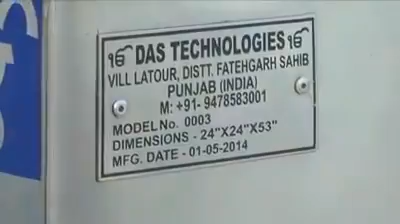 ੴ DAS TECHNOLOGIES ੴ
VILL LATOUR, DISTT. FATEHGARH SAHIB
PUNJAB (INDIA)
M: +91- 9478583001
MODEL No. 0003
DIMENSIONS - 24"X24"X53"
MFG. DATE - 01-05-2014